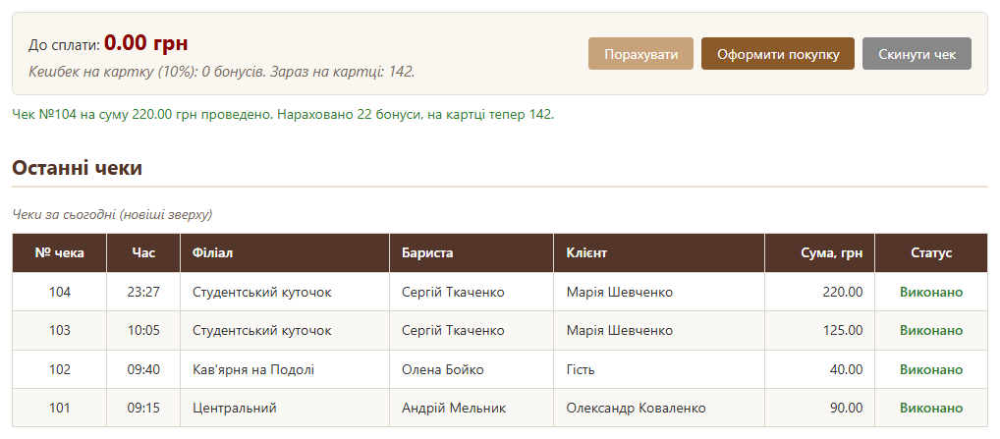 До сплати: 0.00 грн
Кешбек на картку (10%): 0 бонусів. Зараз на картці: 142.
Порахувати
Оформити покупку
Скинути чек
Чек №104 на суму 220.00 грн проведено. Нараховано 22 бонуси, на картці тепер 142.
Останні чеки
Чеки за сьогодні (новіші зверху)
№ чека Час Філіал Бариста Клієнт Сума, грн Статус
104 23:27 Студентський куточок Сергій Ткаченко Марія Шевченко 220.00 Виконано
103 10:05 Студентський куточок Сергій Ткаченко Марія Шевченко 125.00 Виконано
102 09:40 Кав'ярня на Подолі Олена Бойко Гість 40.00 Виконано
101 09:15 Центральний Андрій Мельник Олександр Коваленко 90.00 Виконано